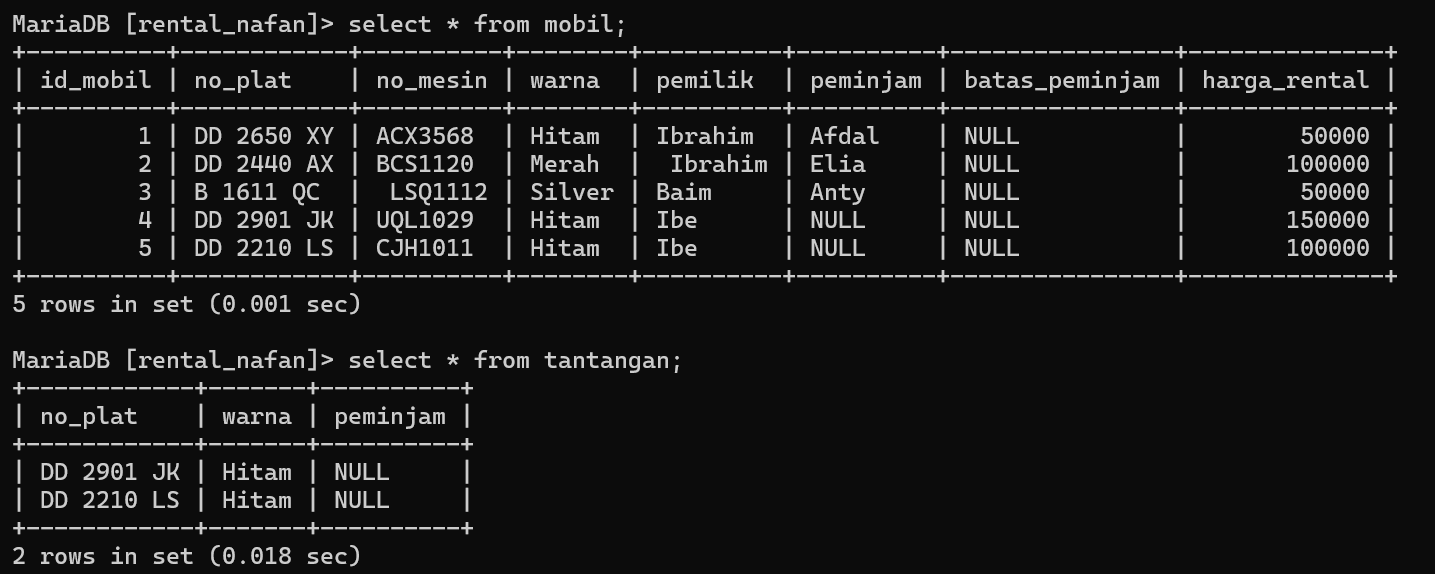 MariaDB [rental_nafan]> select * from mobil;
+----------+------------+----------+--------+----------+----------+----------------+--------------+
| id_mobil | no_plat    | no_mesin | warna  | pemilik  | peminjam | batas_peminjam | harga_rental |
+----------+------------+----------+--------+----------+----------+----------------+--------------+
|        1 | DD 2650 XY | ACX3568  | Hitam  | Ibrahim  | Afdal    | NULL           |        50000 |
|        2 | DD 2440 AX | BCS1120  | Merah  |  Ibrahim | Elia     | NULL           |       100000 |
|        3 | B 1611 QC  |  LSQ1112 | Silver | Baim     | Anty     | NULL           |        50000 |
|        4 | DD 2901 JK | UQL1029  | Hitam  | Ibe      | NULL     | NULL           |       150000 |
|        5 | DD 2210 LS | CJH1011  | Hitam  | Ibe      | NULL     | NULL           |       100000 |
+----------+------------+----------+--------+----------+----------+----------------+--------------+
5 rows in set (0.001 sec)
MariaDB [rental_nafan]> select * from tantangan;
+------------+-------+----------+
| no_plat    | warna | peminjam |
+------------+-------+----------+
| DD 2901 JK | Hitam | NULL     |
| DD 2210 LS | Hitam | NULL     |
+------------+-------+----------+
2 rows in set (0.018 sec)